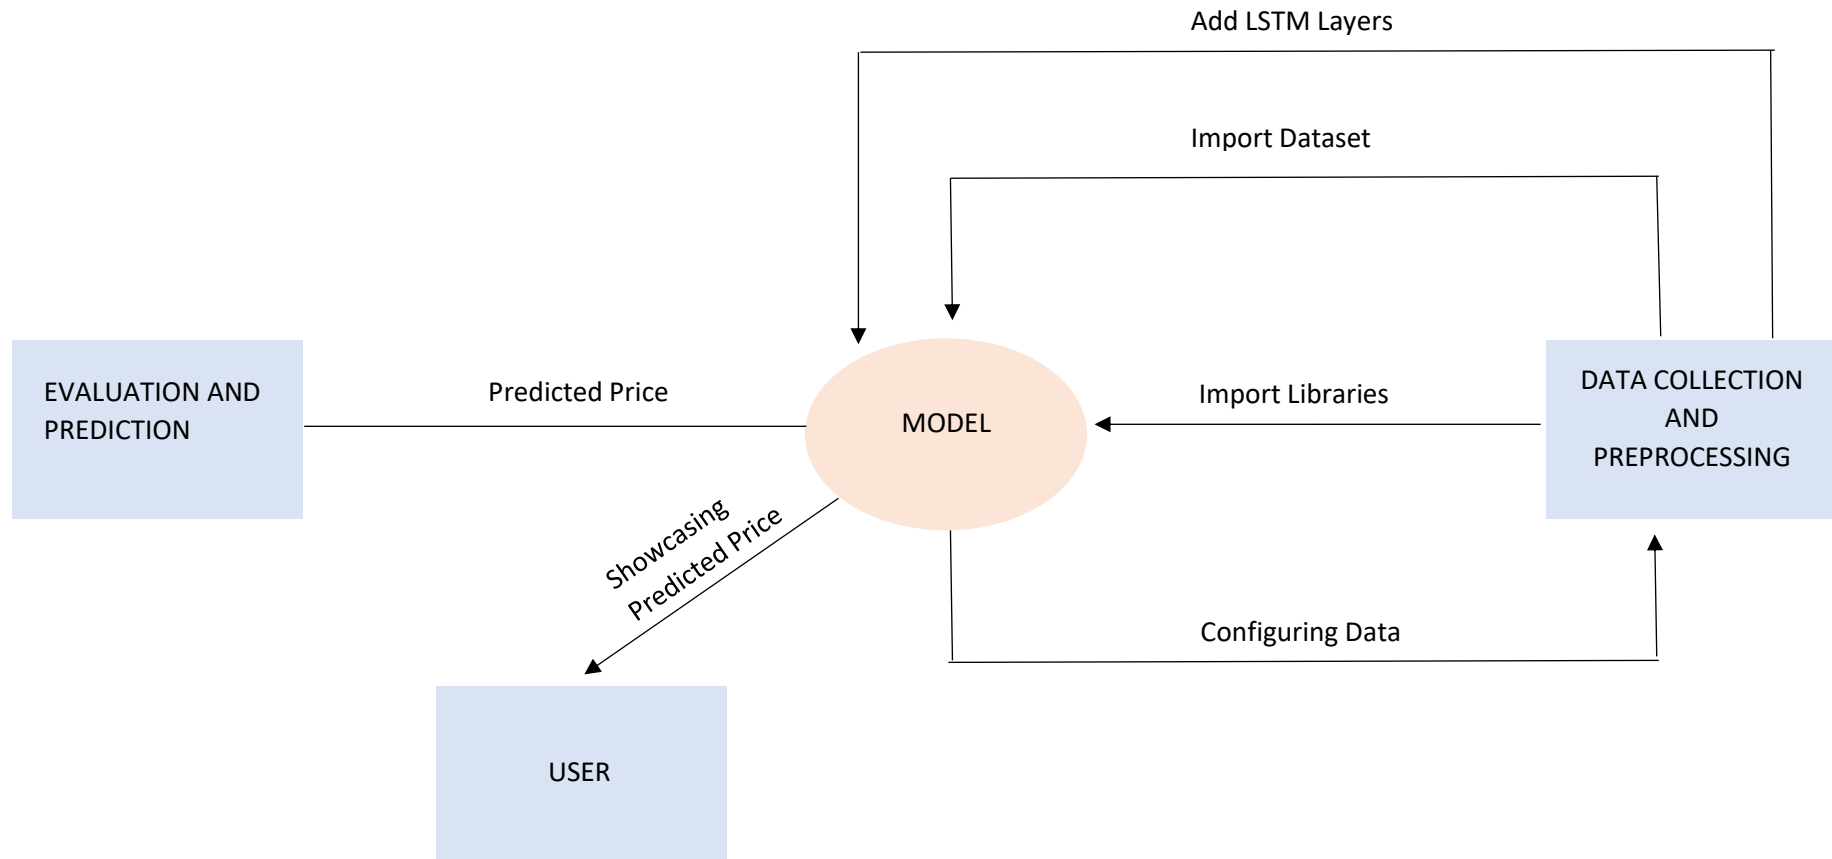 Add LSTM Layers
Import Dataset
EVALUATION AND
PREDICTION
Predicted Price
MODEL
Import Libraries
DATA COLLECTION
AND
PREPROCESSING
Showcasing
Predicted Price
Configuring Data
USER